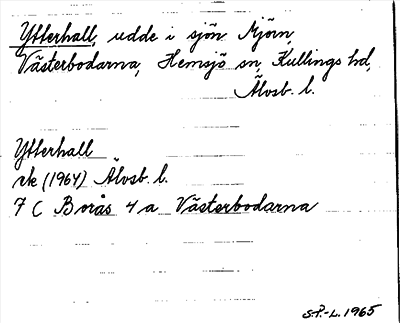 Ytterhall, udde i sjön Mjörn,
Västerbodarna, Hemsjö sn, Kullings hd,
Älvsb. l.
Ytterhall
rk (1964) Älvsb. l.
7 C Borås 4 a Västerbodarna
S.P.-L. 1965